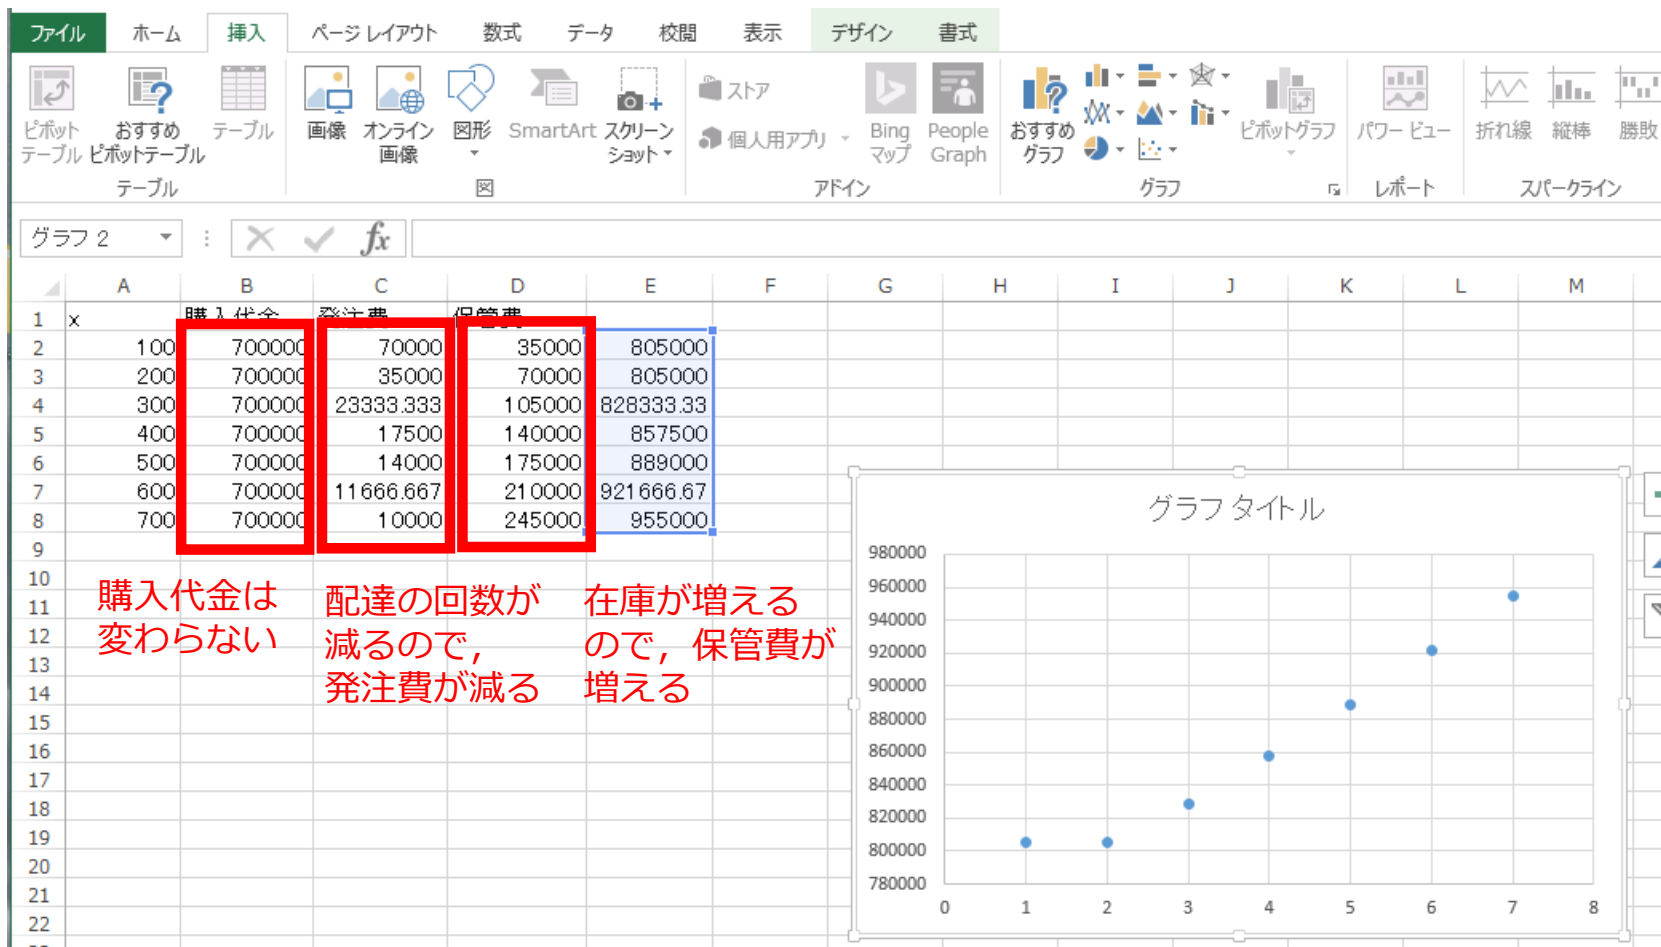 ファイル ホーム 挿入 ページ レイアウト 数式 データ 校閲 表示 デザイン 書式
ピボット
テーブル
おすすめ
ピボットテーブル
テーブル
画像
オンライン
画像
図形
SmartArt
スクリーン
ショット
ストア
個人用アプリ
Bing
マップ
People
Graph
おすすめ
グラフ
ピボットグラフ
パワー ビュー
折れ線
縦棒
勝敗
テーブル 図 アドイン グラフ レポート スパークライン
グラフ 2
fx
A B C D E F G H I J K L M
1 x 購入代金 発注費 保管費
2 100 700000 70000 35000 805000
3 200 700000 35000 70000 805000
4 300 700000 23333.333 105000 828333.33
5 400 700000 17500 140000 857500
6 500 700000 14000 175000 889000
7 600 700000 11666.667 210000 921666.67
8 700 700000 10000 245000 955000
9
10
11
12
13
14
15
16
17
18
19
20
21
22
購入代金は
変わらない
配達の回数が
減るので，
発注費が減る
在庫が増える
ので，保管費が
増える
グラフ タイトル
980000
960000
940000
920000
900000
880000
860000
840000
820000
800000
780000
0 1 2 3 4 5 6 7 8